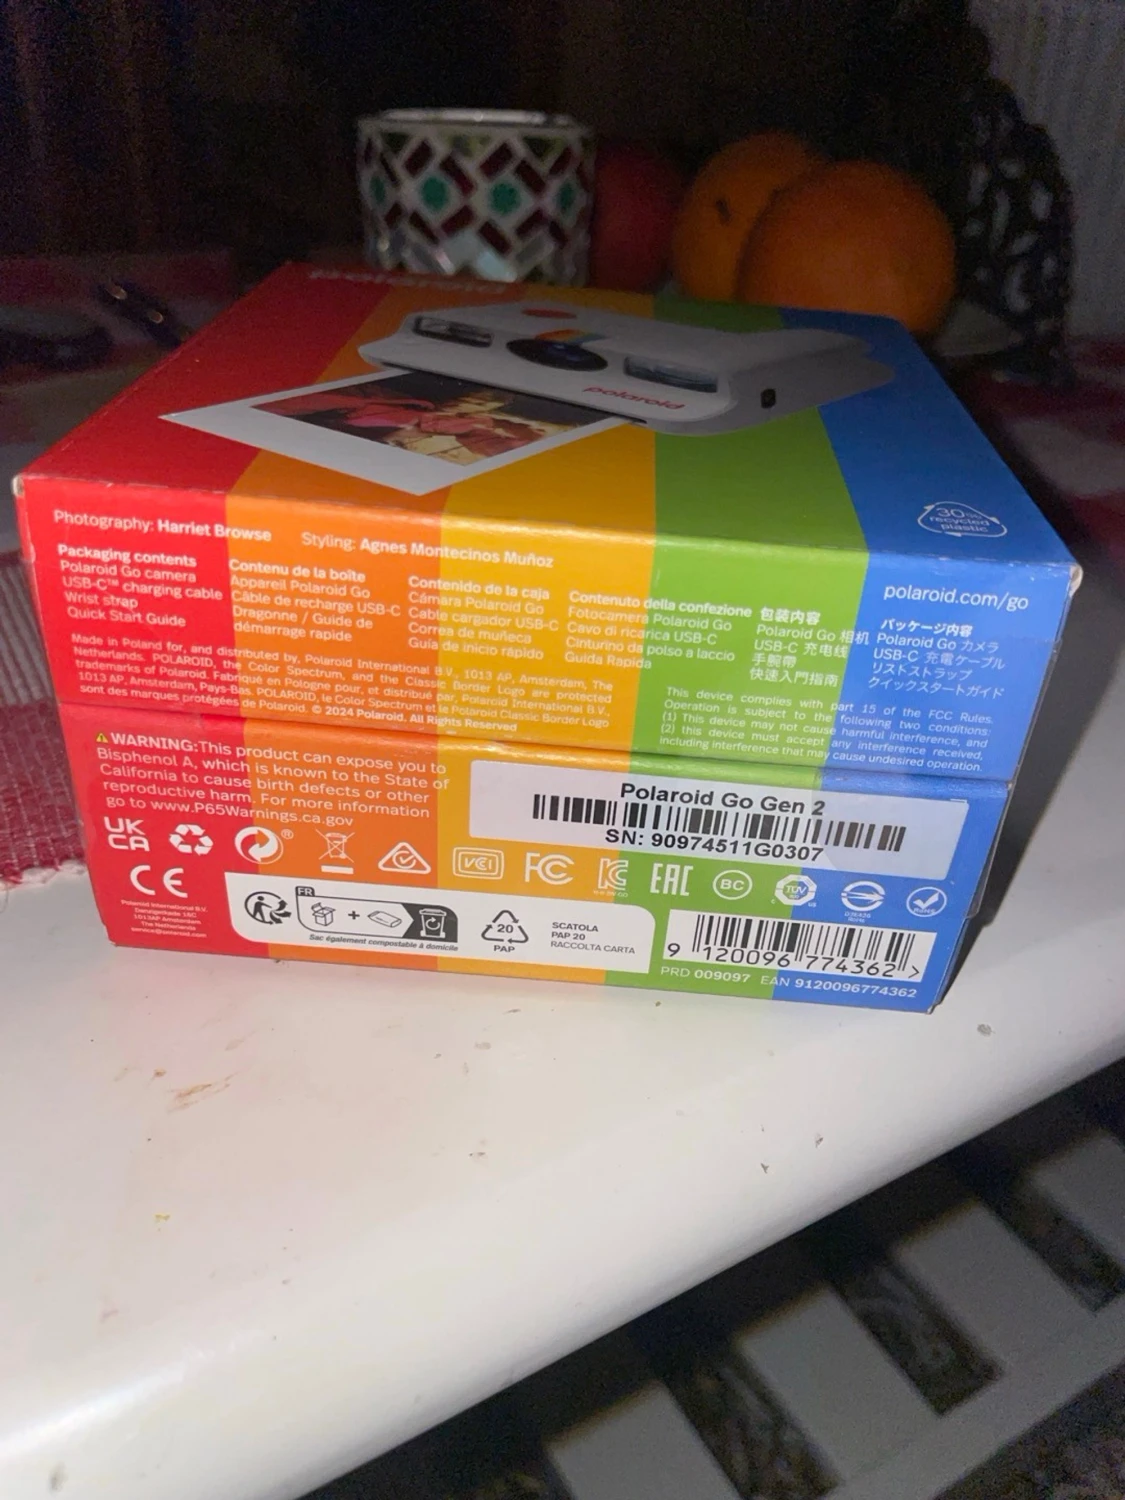 polaroid
polaroid
30%
recycled
plastic
Photography: Harriet Browse
Styling: Agnes Montecinos Muñoz
polaroid.com/go
Packaging contents
Polaroid Go camera
USB-C™ charging cable
Wrist strap
Quick Start Guide
Contenu de la boîte
Appareil Polaroid Go
Câble de recharge USB-C
Dragonne / Guide de
démarrage rapide
Contenido de la caja
Cámara Polaroid Go
Cable cargador USB-C
Correa de muñeca
Guía de inicio rápido
Contenuto della confezione
Fotocamera Polaroid Go
Cavo di ricarica USB-C
Cinturino da polso a laccio
Guida Rapida
包装内容
Polaroid Go 相机
USB-C 充电线
手腕带
快速入門指南
パッケージ内容
Polaroid Go カメラ
USB-C 充電ケーブル
リストストラップ
クイックスタートガイド
Made in Poland for, and distributed by, Polaroid International B.V., 1013 AP, Amsterdam, The
Netherlands. POLAROID, the Color Spectrum, and the Classic Border Logo are protected
trademarks of Polaroid. Fabriqué en Pologne pour, et distribué par, Polaroid International B.V.
1013 AP, Amsterdam, Pays-Bas. POLAROID, le Color Spectrum et le Polaroid Classic Border Logo
sont des marques protégées de Polaroid. © 2024 Polaroid. All Rights Reserved
This device complies with part 15 of the FCC Rules.
Operation is subject to the following two conditions:
(1) This device may not cause harmful interference, and
(2) this device must accept any interference received,
including interference that may cause undesired operation.
WARNING: This product can expose you to
Bisphenol A, which is known to the State of
California to cause birth defects or other
reproductive harm. For more information
go to www.P65Warnings.ca.gov
Polaroid Go Gen 2
SN: 90974511G0307
UK
CA
®
VCCI
FC
KC
EAC
BC
TÜV
CE
Polaroid International B.V.
Danzigerkade 16C
1013AP Amsterdam
The Netherlands
service@polaroid.com
FR
Sac également compostable à domicile
20
PAP
SCATOLA
PAP 20
RACCOLTA CARTA
9 120096 774362 >
PRD 009097 EAN 9120096774362